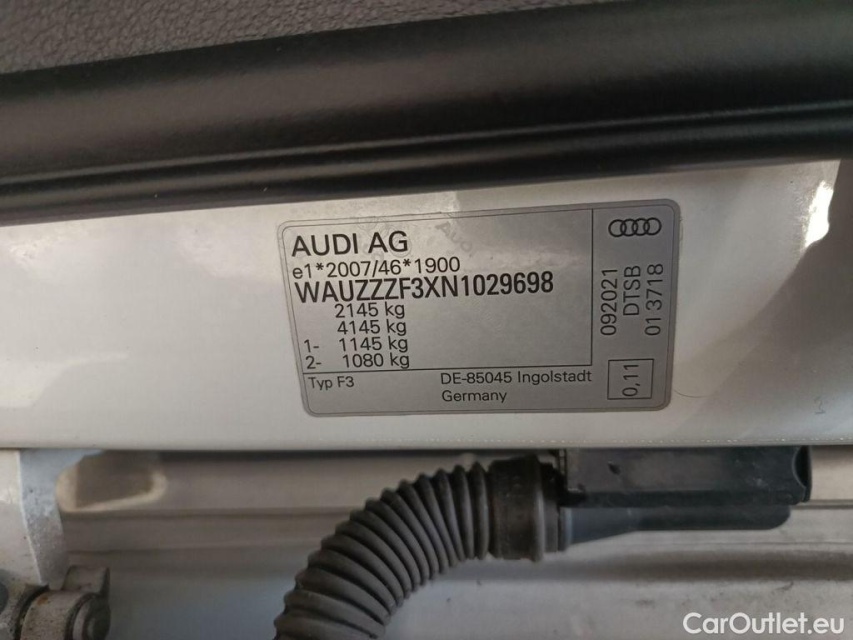 AUDI AG
e1*2007/46*1900
WAUZZZF3XN1029698
2145 kg
4145 kg
1- 1145 kg
2- 1080 kg
Typ F3
DE-85045 Ingolstadt
Germany
092021
DTSB
013718
0,11
2
CarOutlet.eu